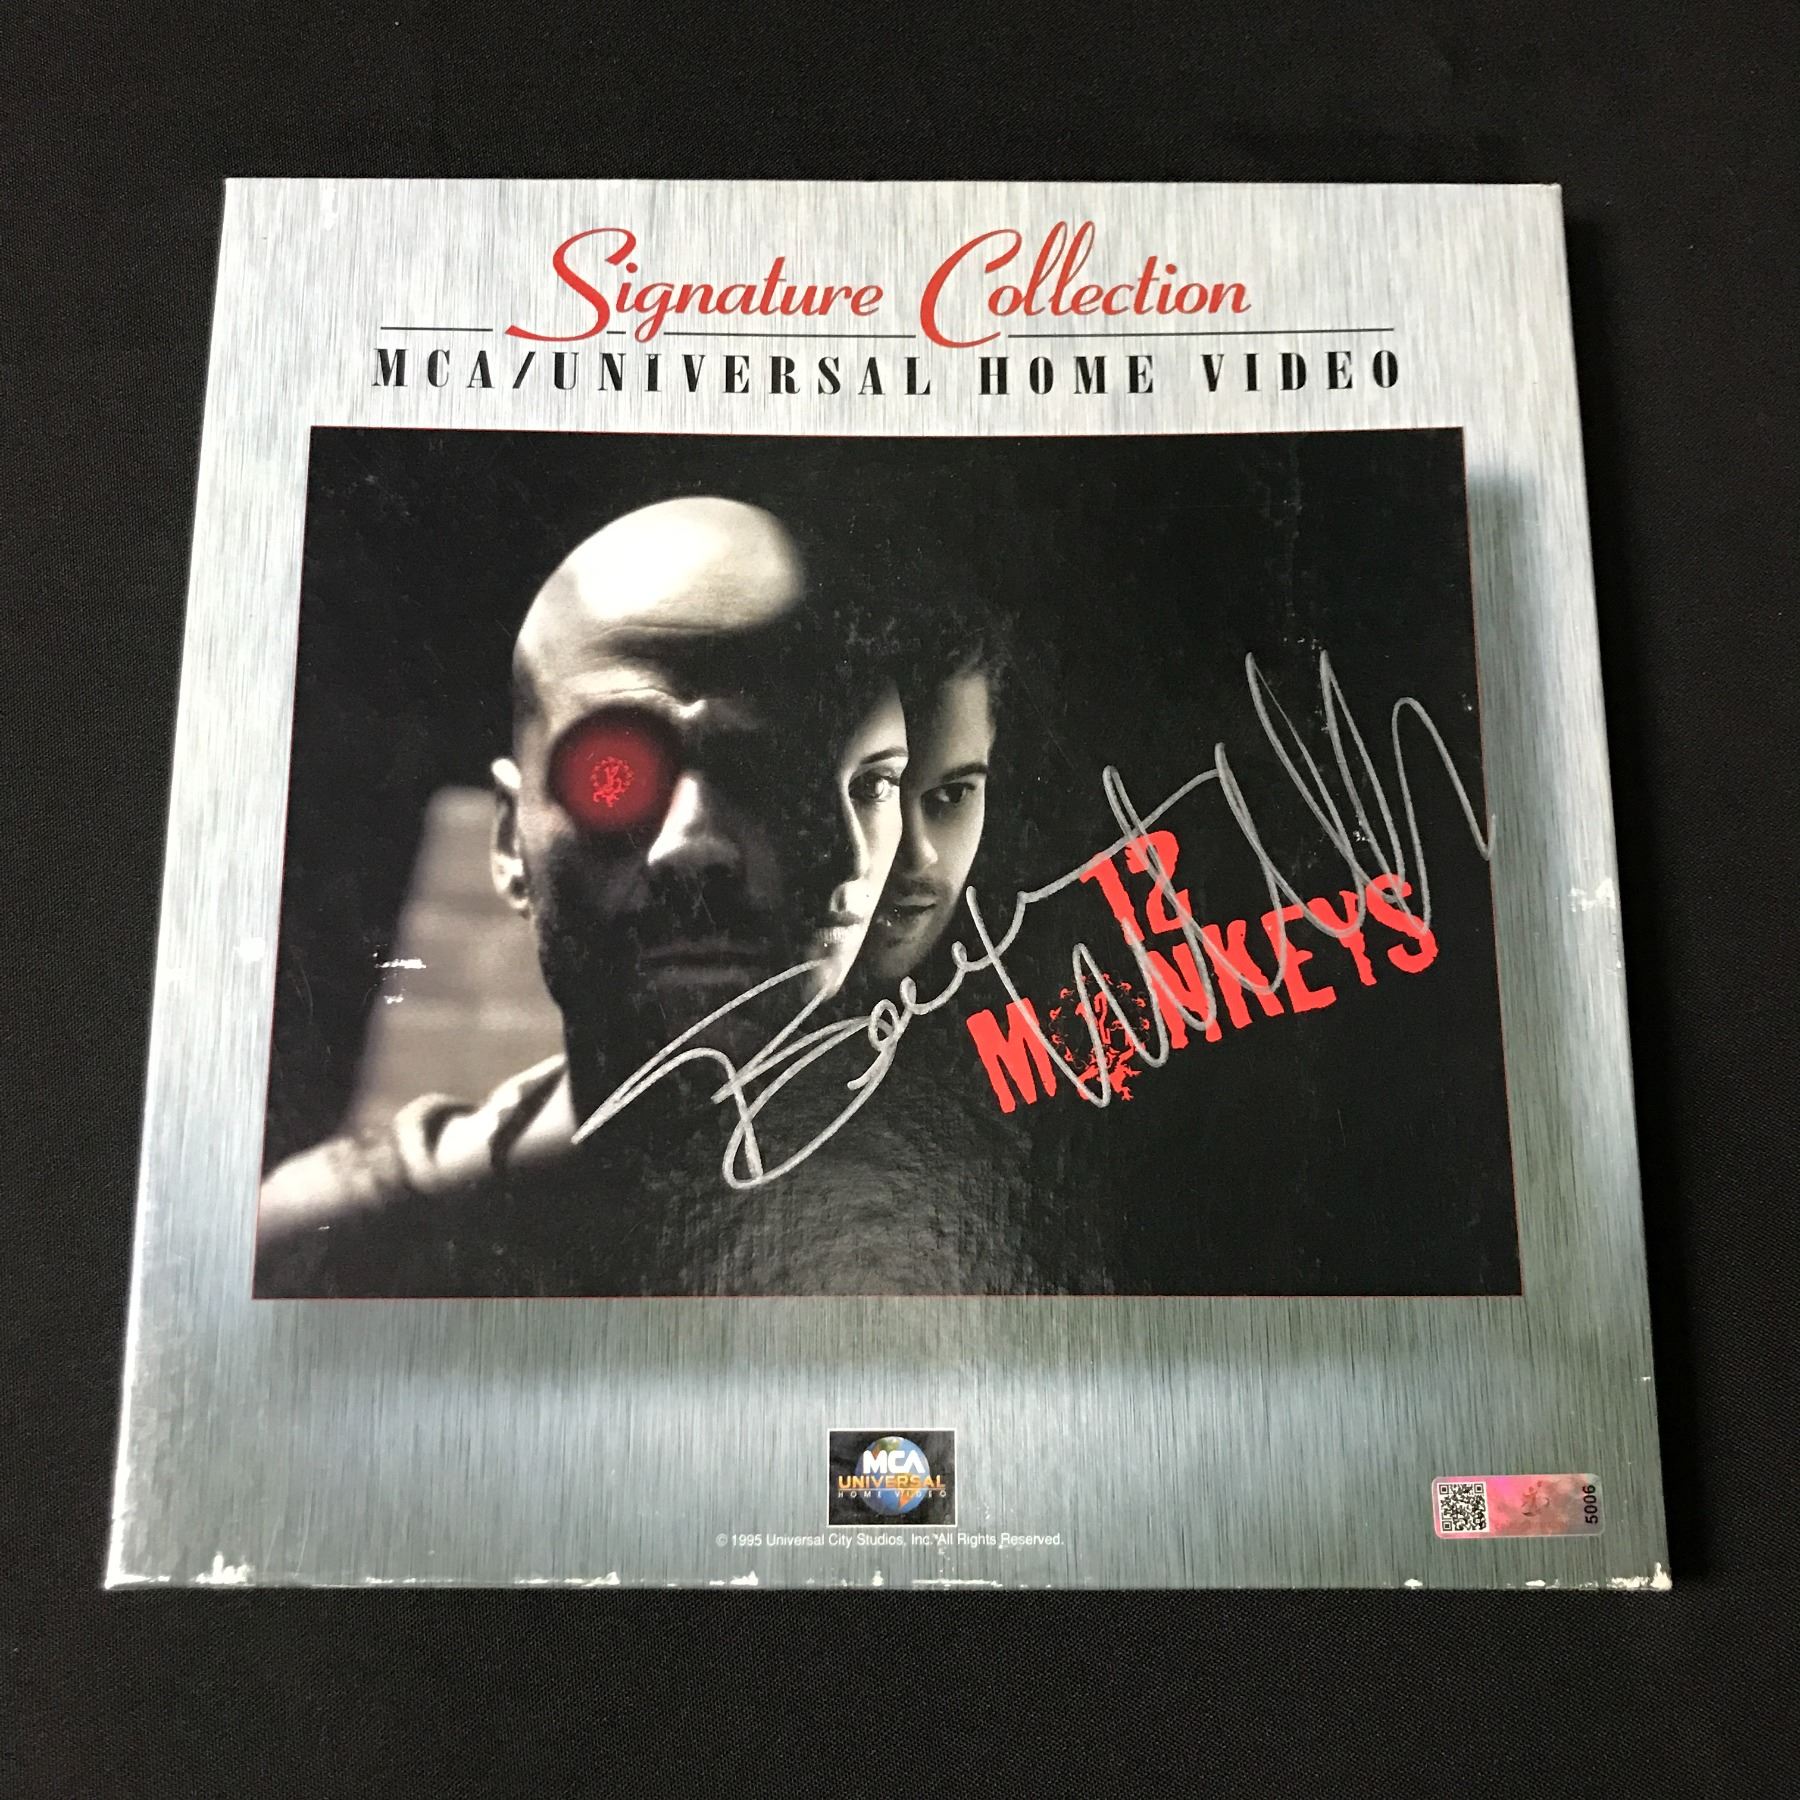 Signature Collection
MCA/UNIVERSAL HOME VIDEO
12
MONKEYS
MCA
UNIVERSAL
HOME VIDEO
© 1995 Universal City Studios, Inc. All Rights Reserved.
5006